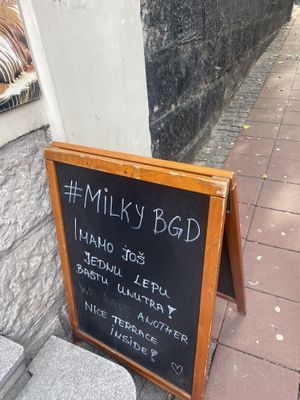 #MILKY BGD
IMAMO JOŠ
JEDNU LEPU
BAŠTU UNUTRA!
WE HAVE ANOTHER
NICE TERRACE
INSIDE!